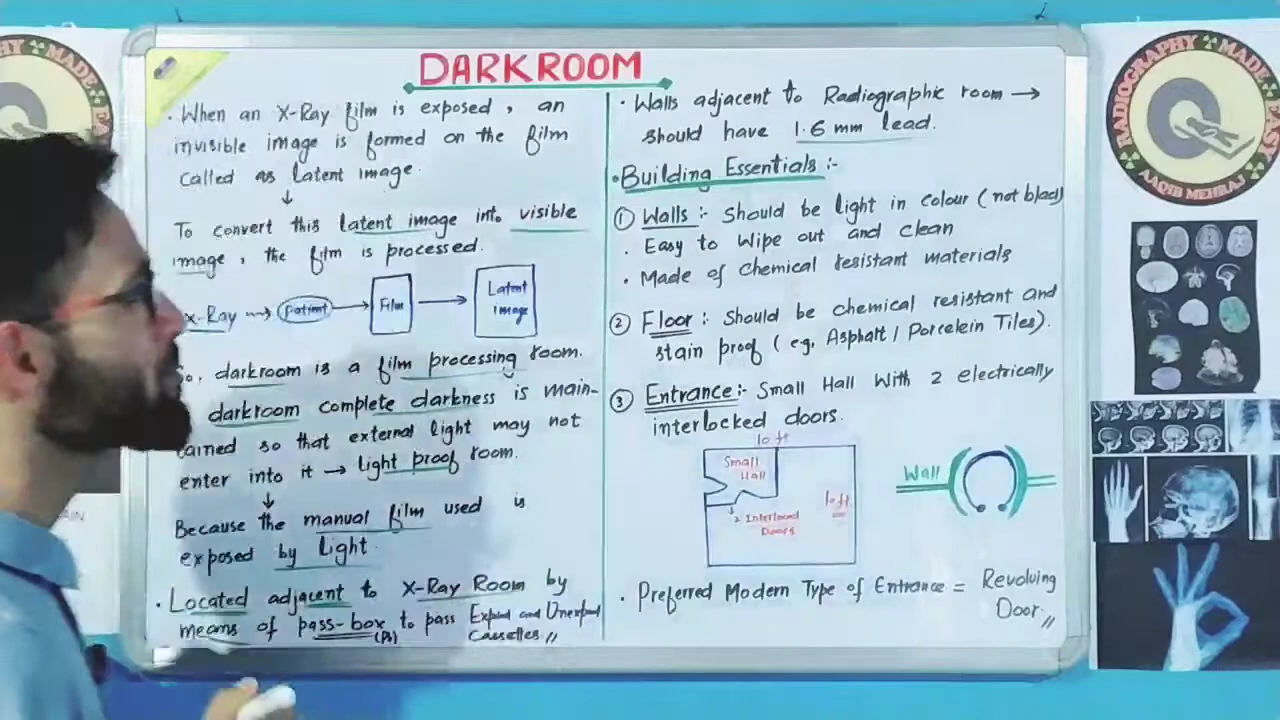 DARKROOM
. When an X-Ray film is exposed, an
invisible image is formed on the film
called as latent image.
↓
To convert this latent image into visible
image, the film is processed.
x-Ray → patient → Film → Latent image
So, darkroom is a film processing room.
darkroom complete darkness is main-
tained so that external light may not
enter into it → Light proof room.
↓
Because the manual film used is
exposed by light.
. Located adjacent to X-Ray Room by
means of pass-box to pass
(PB)
Cassettes
. Walls adjacent to Radiographic room →
should have 1.6 mm lead.
. Building Essentials :-
① Walls :- Should be light in colour (not black)
. Easy to Wipe out and clean
. Made of chemical resistant materials
② Floor :- Should be chemical resistant and
stain proof (eg, Asphalt / Porcelein Tiles).
③ Entrance :- Small Hall With 2 electrically
interlocked doors.
10 ft
Small
Hall
10 ft.
2 Interlocked
Doors
Wall
. Preferred Modern Type of Entrance = Revolving
Door
RADIOGRAPHY MADE EASY
AAQIB MEHRAJ